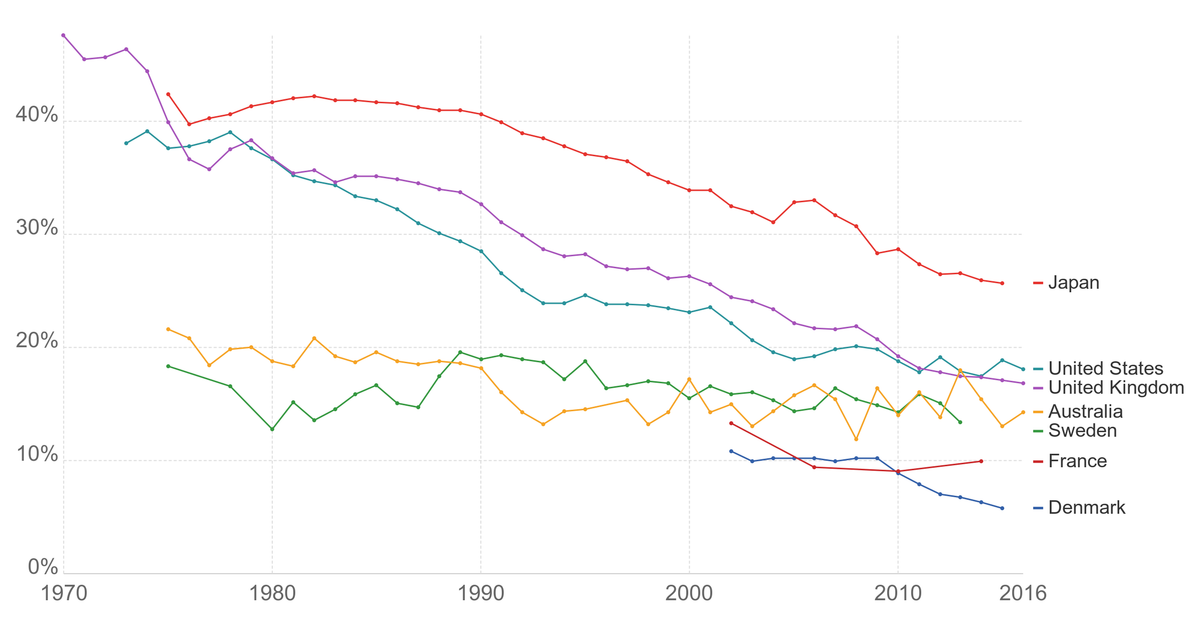 40%
30%
20%
10%
0%
1970 1980 1990 2000 2010 2016
Japan
United States
United Kingdom
Australia
Sweden
France
Denmark